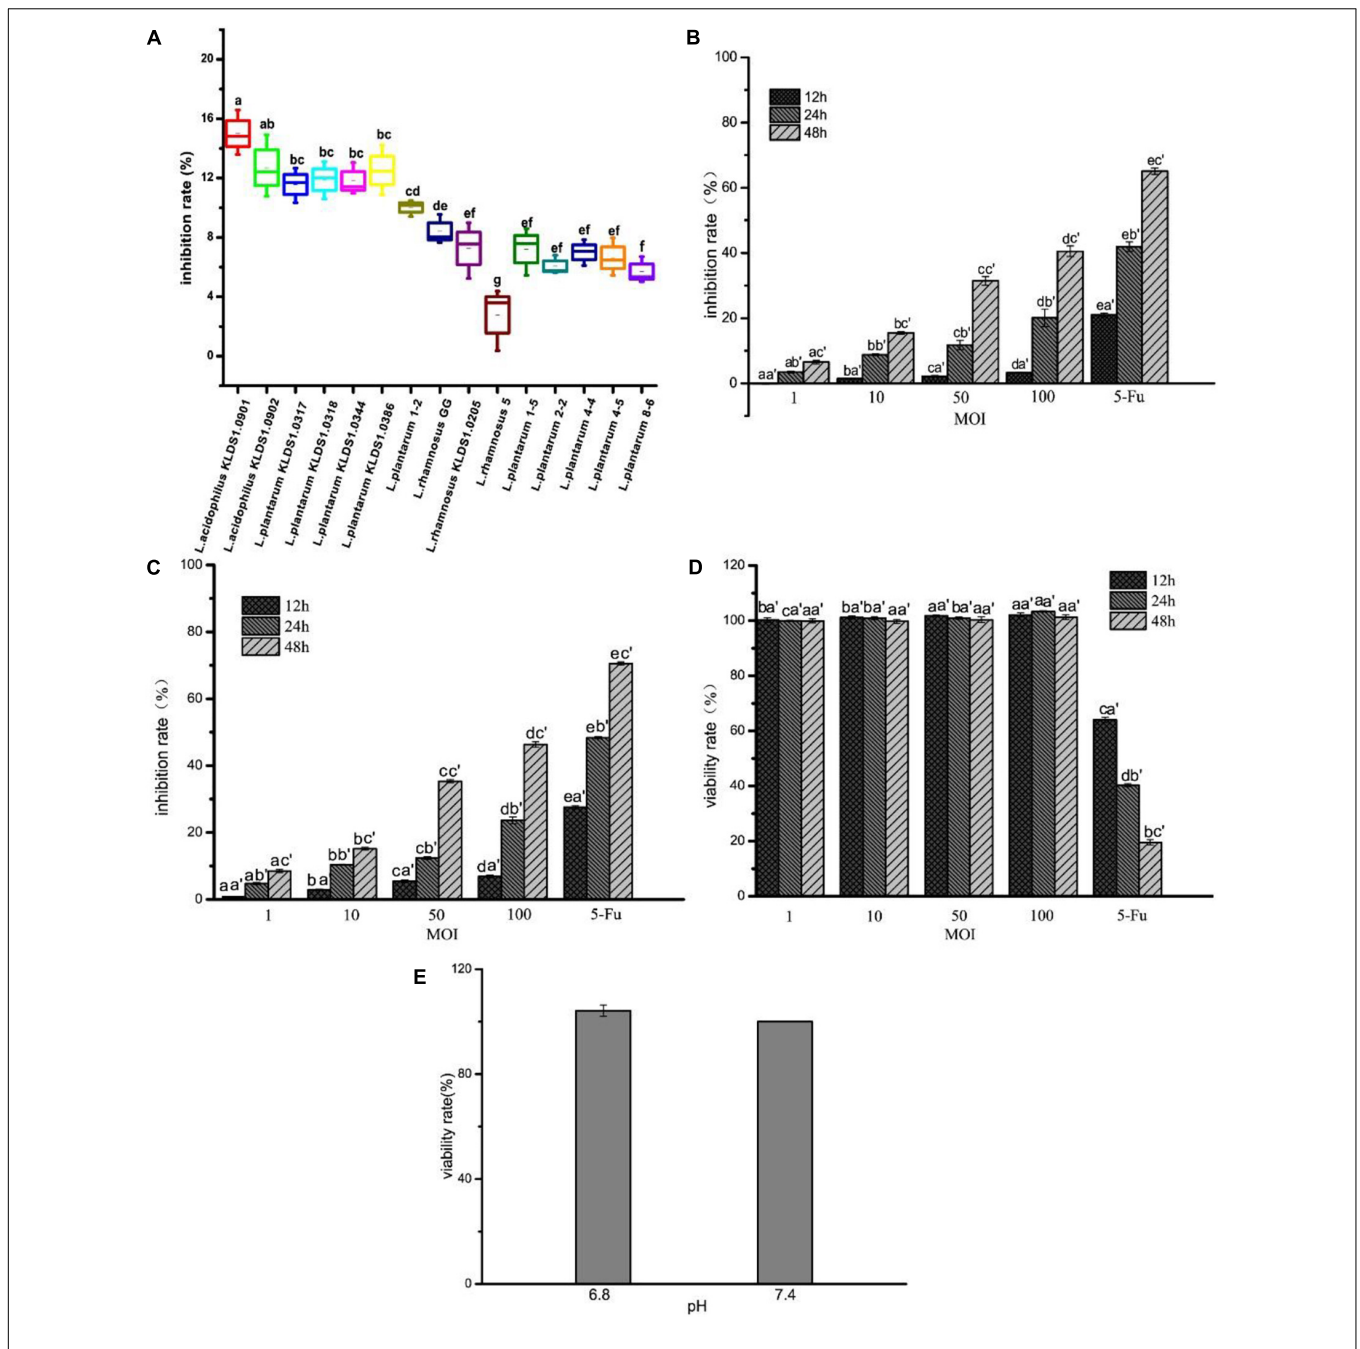 A
inhibition rate (%)
20
16
12
8
4
0
a
ab
bc
bc
bc
bc
cd
de
ef
g
ef
ef
ef
ef
f
L.acidophilus KLDS1.0901
L.acidophilus KLDS1.0902
L.plantarum KLDS1.0317
L.plantarum KLDS1.0318
L.plantarum KLDS1.0344
L.plantarum KLDS1.0386
L.plantarum 1-2
L.rhamnosus GG
L.rhamnosus KLDS1.0205
L.rhamnosus 5
L.plantarum 1-5
L.plantarum 2-2
L.plantarum 4-4
L.plantarum 4-5
L.plantarum 8-6
B
inhibition rate (%)
100
80
60
40
20
0
12h
24h
48h
aa' ab' ac'
ba' bb' bc'
ca' cb' cc'
da' db' dc'
ea' eb' ec'
1 10 50 100 5-Fu
MOI
C
inhibition rate (%)
100
80
60
40
20
0
12h
24h
48h
aa' ab' ac'
ba bb' bc'
ca' cb' cc'
da' db' dc'
ea' eb' ec'
1 10 50 100 5-Fu
MOI
D
viability rate (%)
120
100
80
60
40
20
0
12h
24h
48h
ba' ca' aa'
ba' ba' aa'
aa' ba' aa'
aa' aa' aa'
ca' db' bc'
1 10 50 100 5-Fu
MOI
E
viability rate(%)
120
80
40
0
6.8 7.4
pH